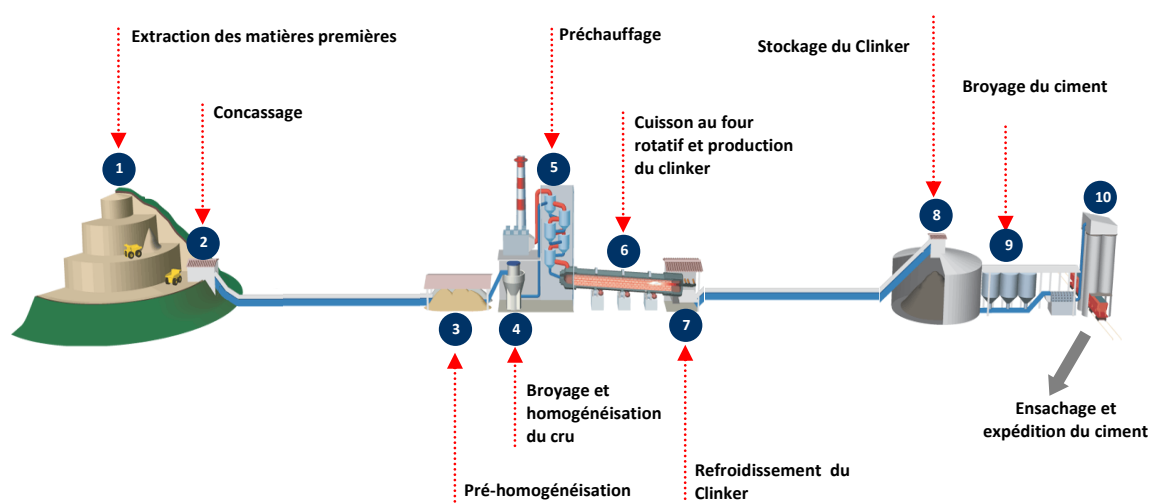 Extraction des matières premières
Concassage
Préchauffage
Cuisson au four
rotatif et production
du clinker
Stockage du Clinker
Broyage du ciment
1
2
3
4
5
6
7
8
9
10
Broyage et
homogénéisation
du cru
Pré-homogénéisation
Refroidissement du
Clinker
Ensachage et
expédition du ciment